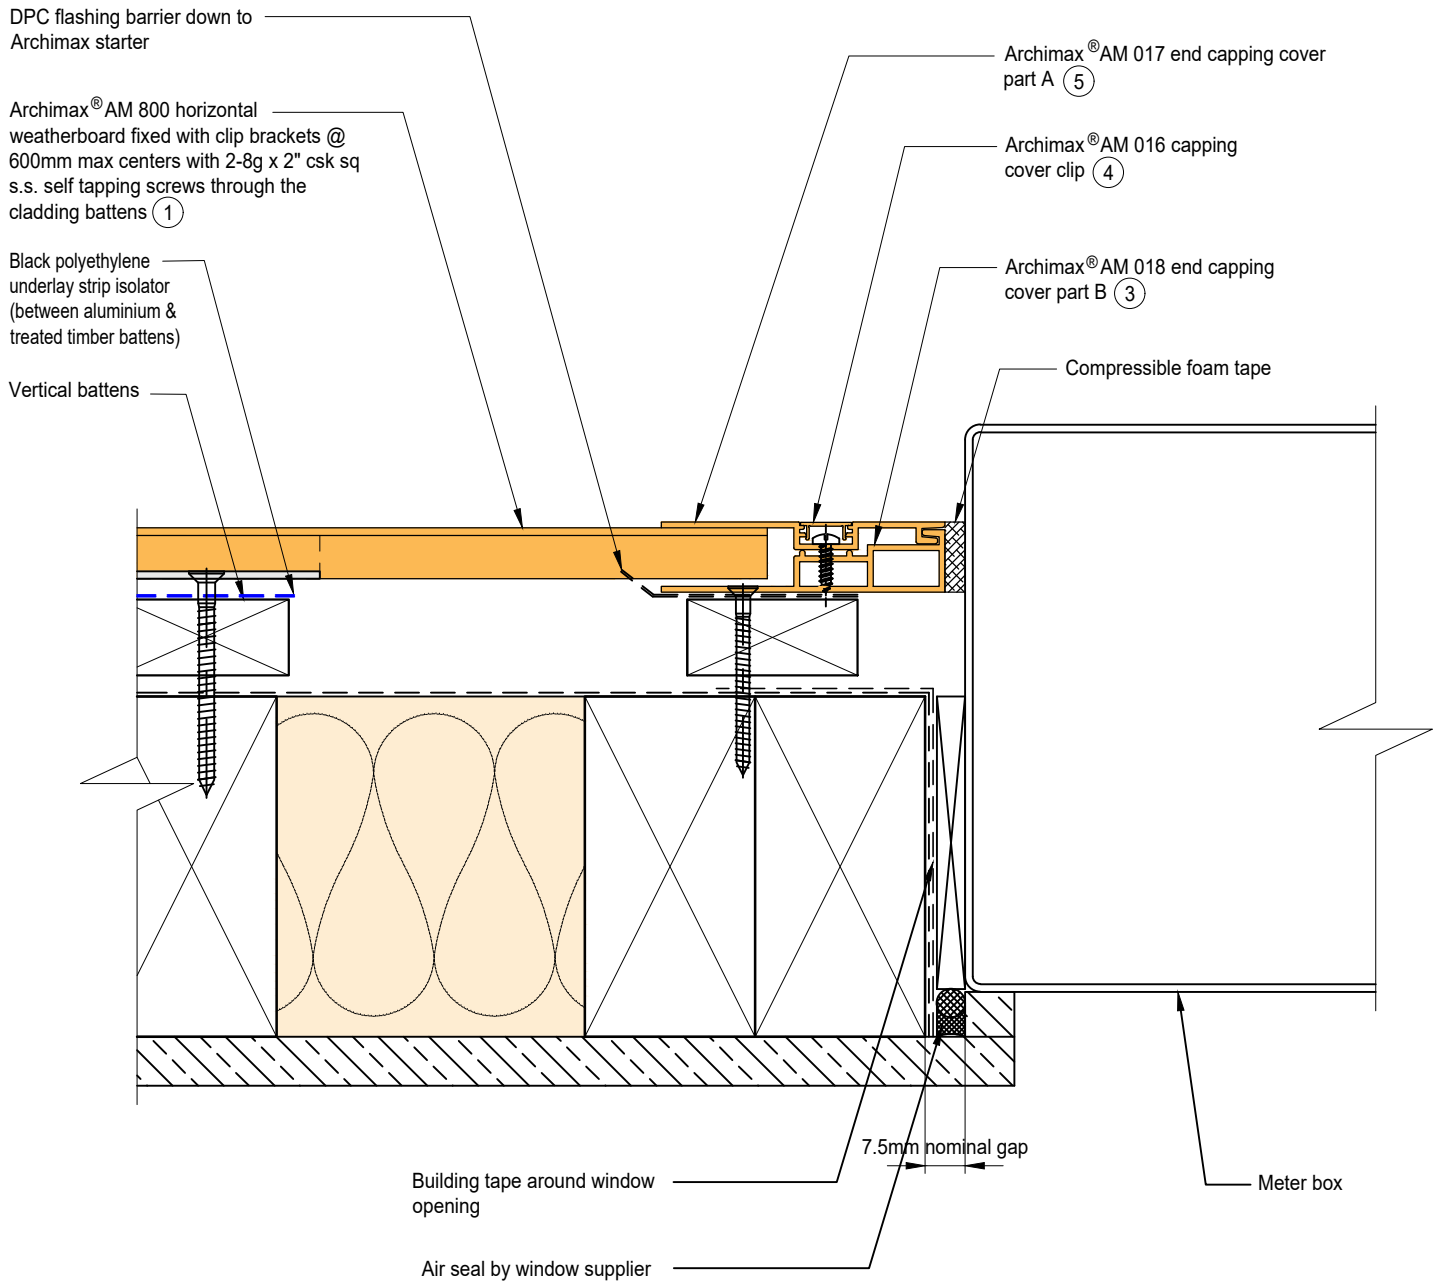 DPC flashing barrier down to
Archimax starter
Archimax® AM 800 horizontal
weatherboard fixed with clip brackets @
600mm max centers with 2-8g x 2" csk sq
s.s. self tapping screws through the
cladding battens 1
Black polyethylene
underlay strip isolator
(between aluminium &
treated timber battens)
Vertical battens
Archimax® AM 017 end capping cover
part A 5
Archimax® AM 016 capping
cover clip 4
Archimax® AM 018 end capping
cover part B 3
Compressible foam tape
7.5mm nominal gap
Building tape around window
opening
Meter box
Air seal by window supplier